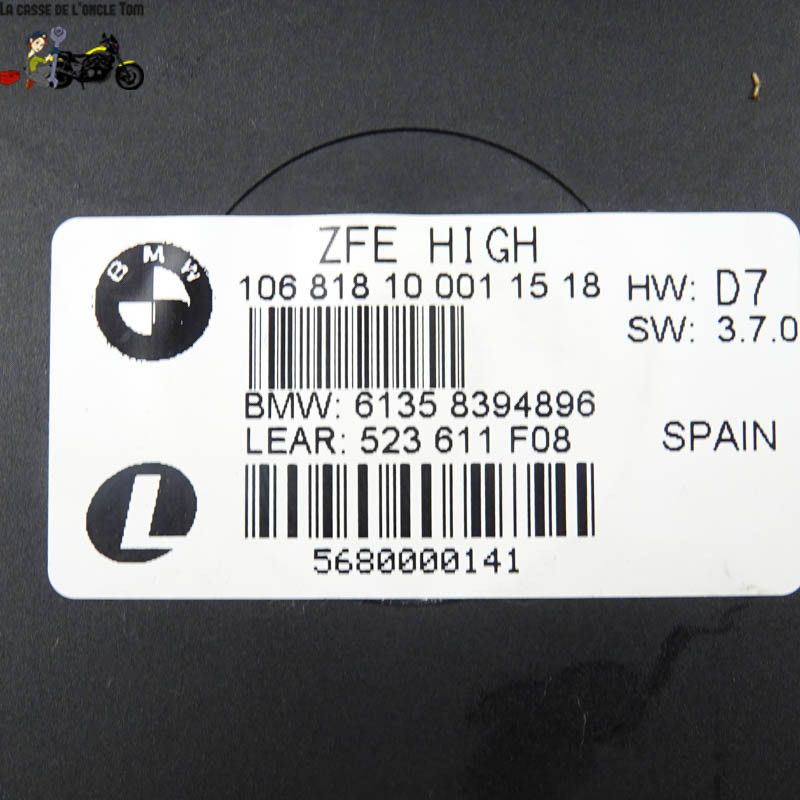 LA CASSE DE L'ONCLE TOM
BMW
ZFE HIGH
106 818 10 001 15 18
HW: D7
SW: 3.7.0
BMW: 6135 8394896
LEAR: 523 611 F08
SPAIN
L
5680000141